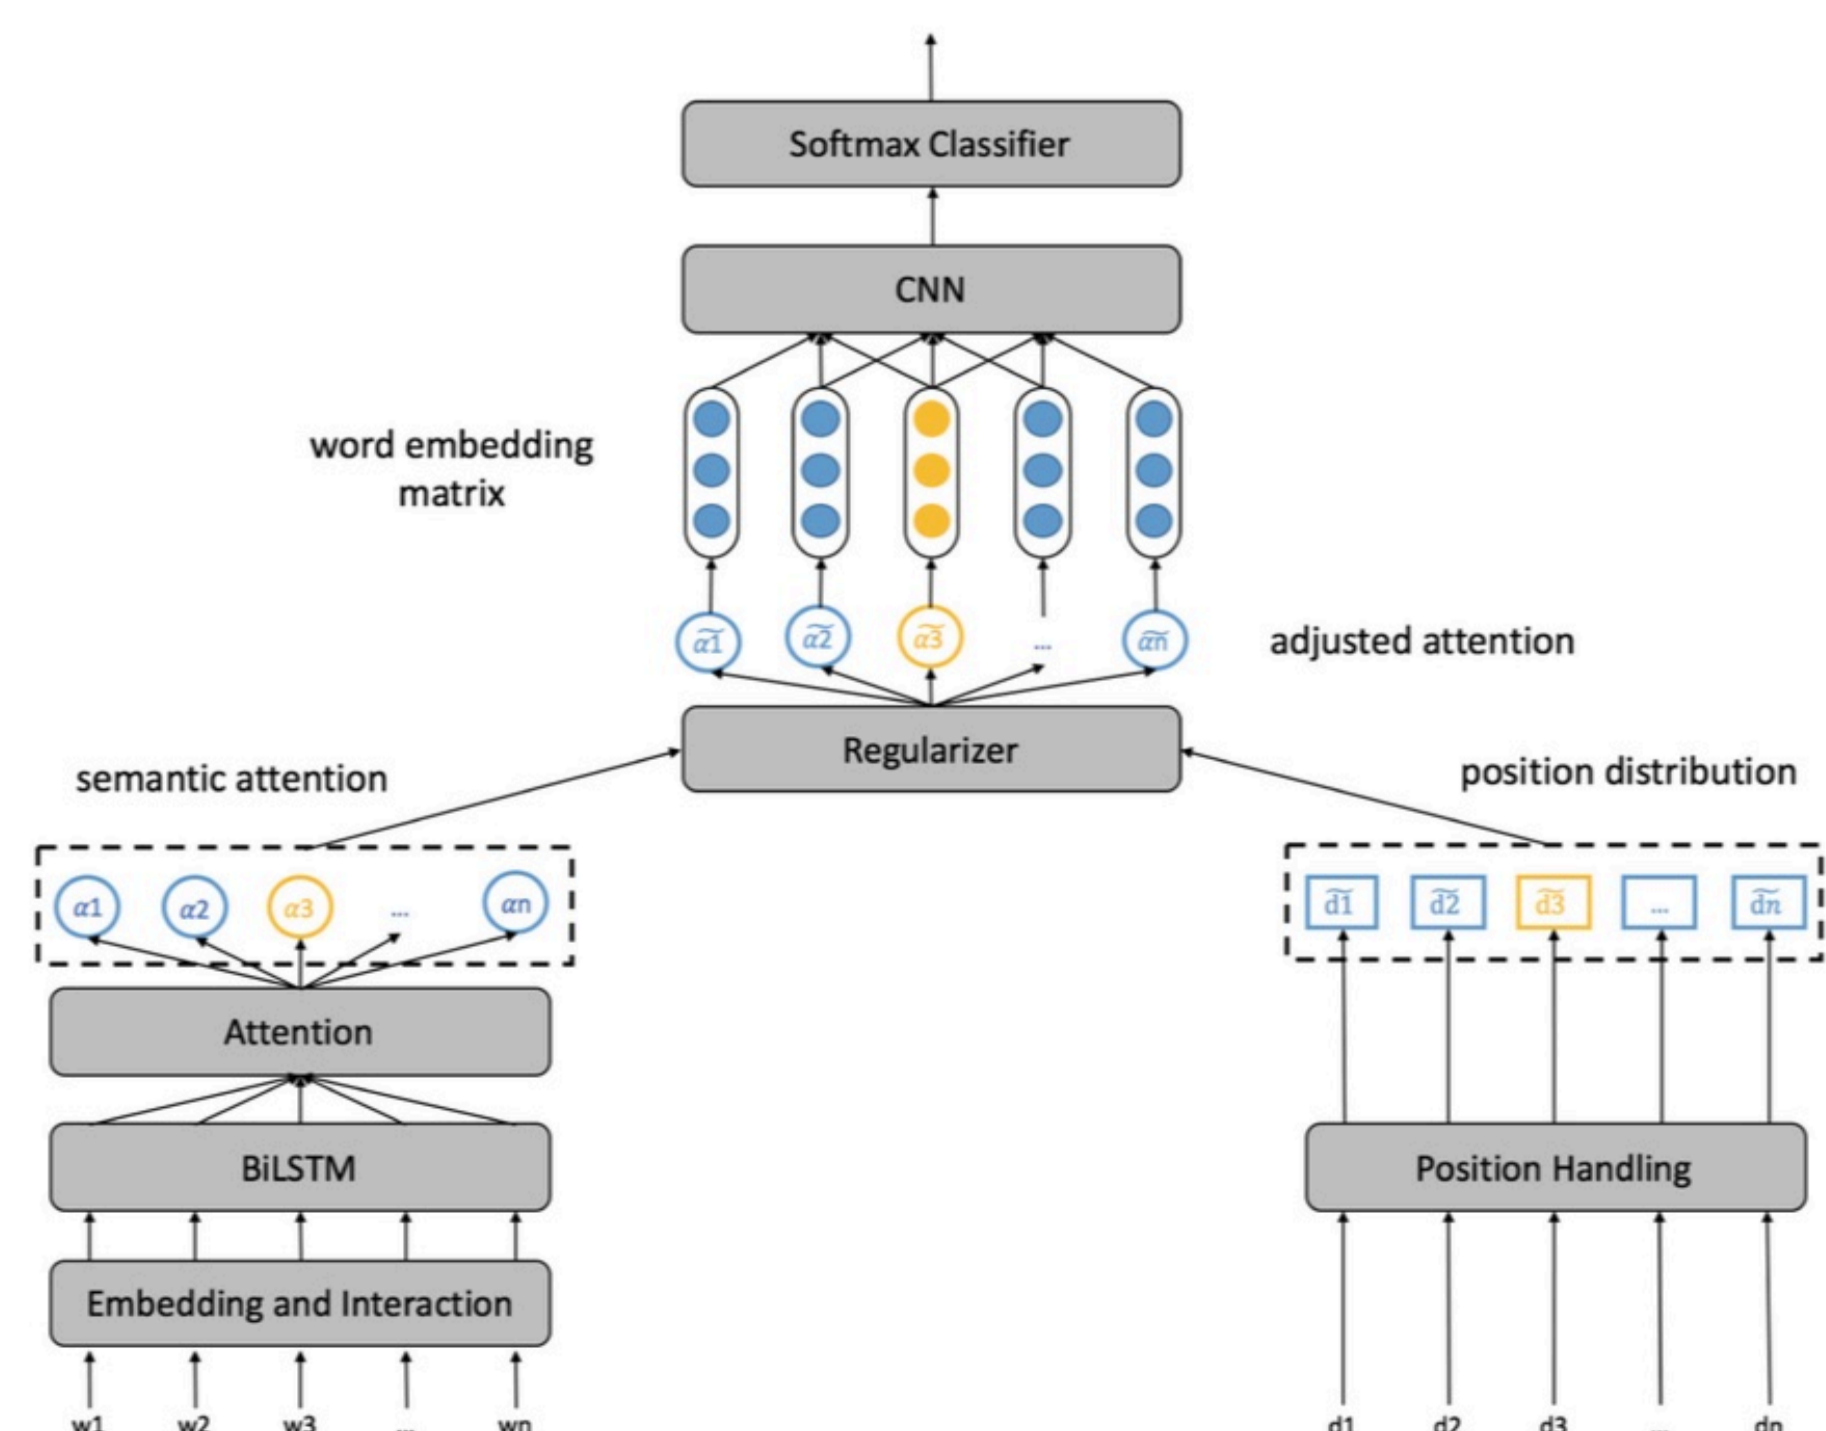 Softmax Classifier
CNN
word embedding
matrix
α̃1 α̃2 α̃3 ... α̃n
adjusted attention
Regularizer
semantic attention
position distribution
α1 α2 α3 ... αn
d̃1 d̃2 d̃3 ... d̃n
Attention
BiLSTM
Position Handling
Embedding and Interaction
w1 w2 w3 ... wn
d1 d2 d3 ... dn